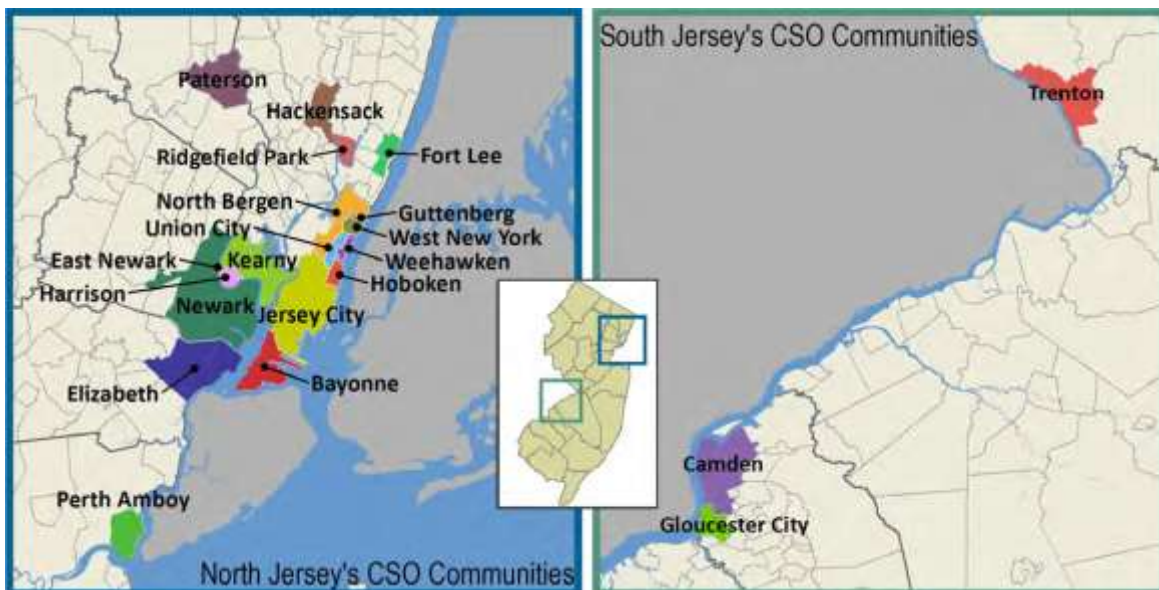 Paterson
Hackensack
Ridgefield Park
Fort Lee
North Bergen
Guttenberg
Union City
West New York
East Newark
Kearny
Weehawken
Harrison
Hoboken
Newark
Jersey City
Elizabeth
Bayonne
Perth Amboy
North Jersey's CSO Communities
South Jersey's CSO Communities
Trenton
Camden
Gloucester City